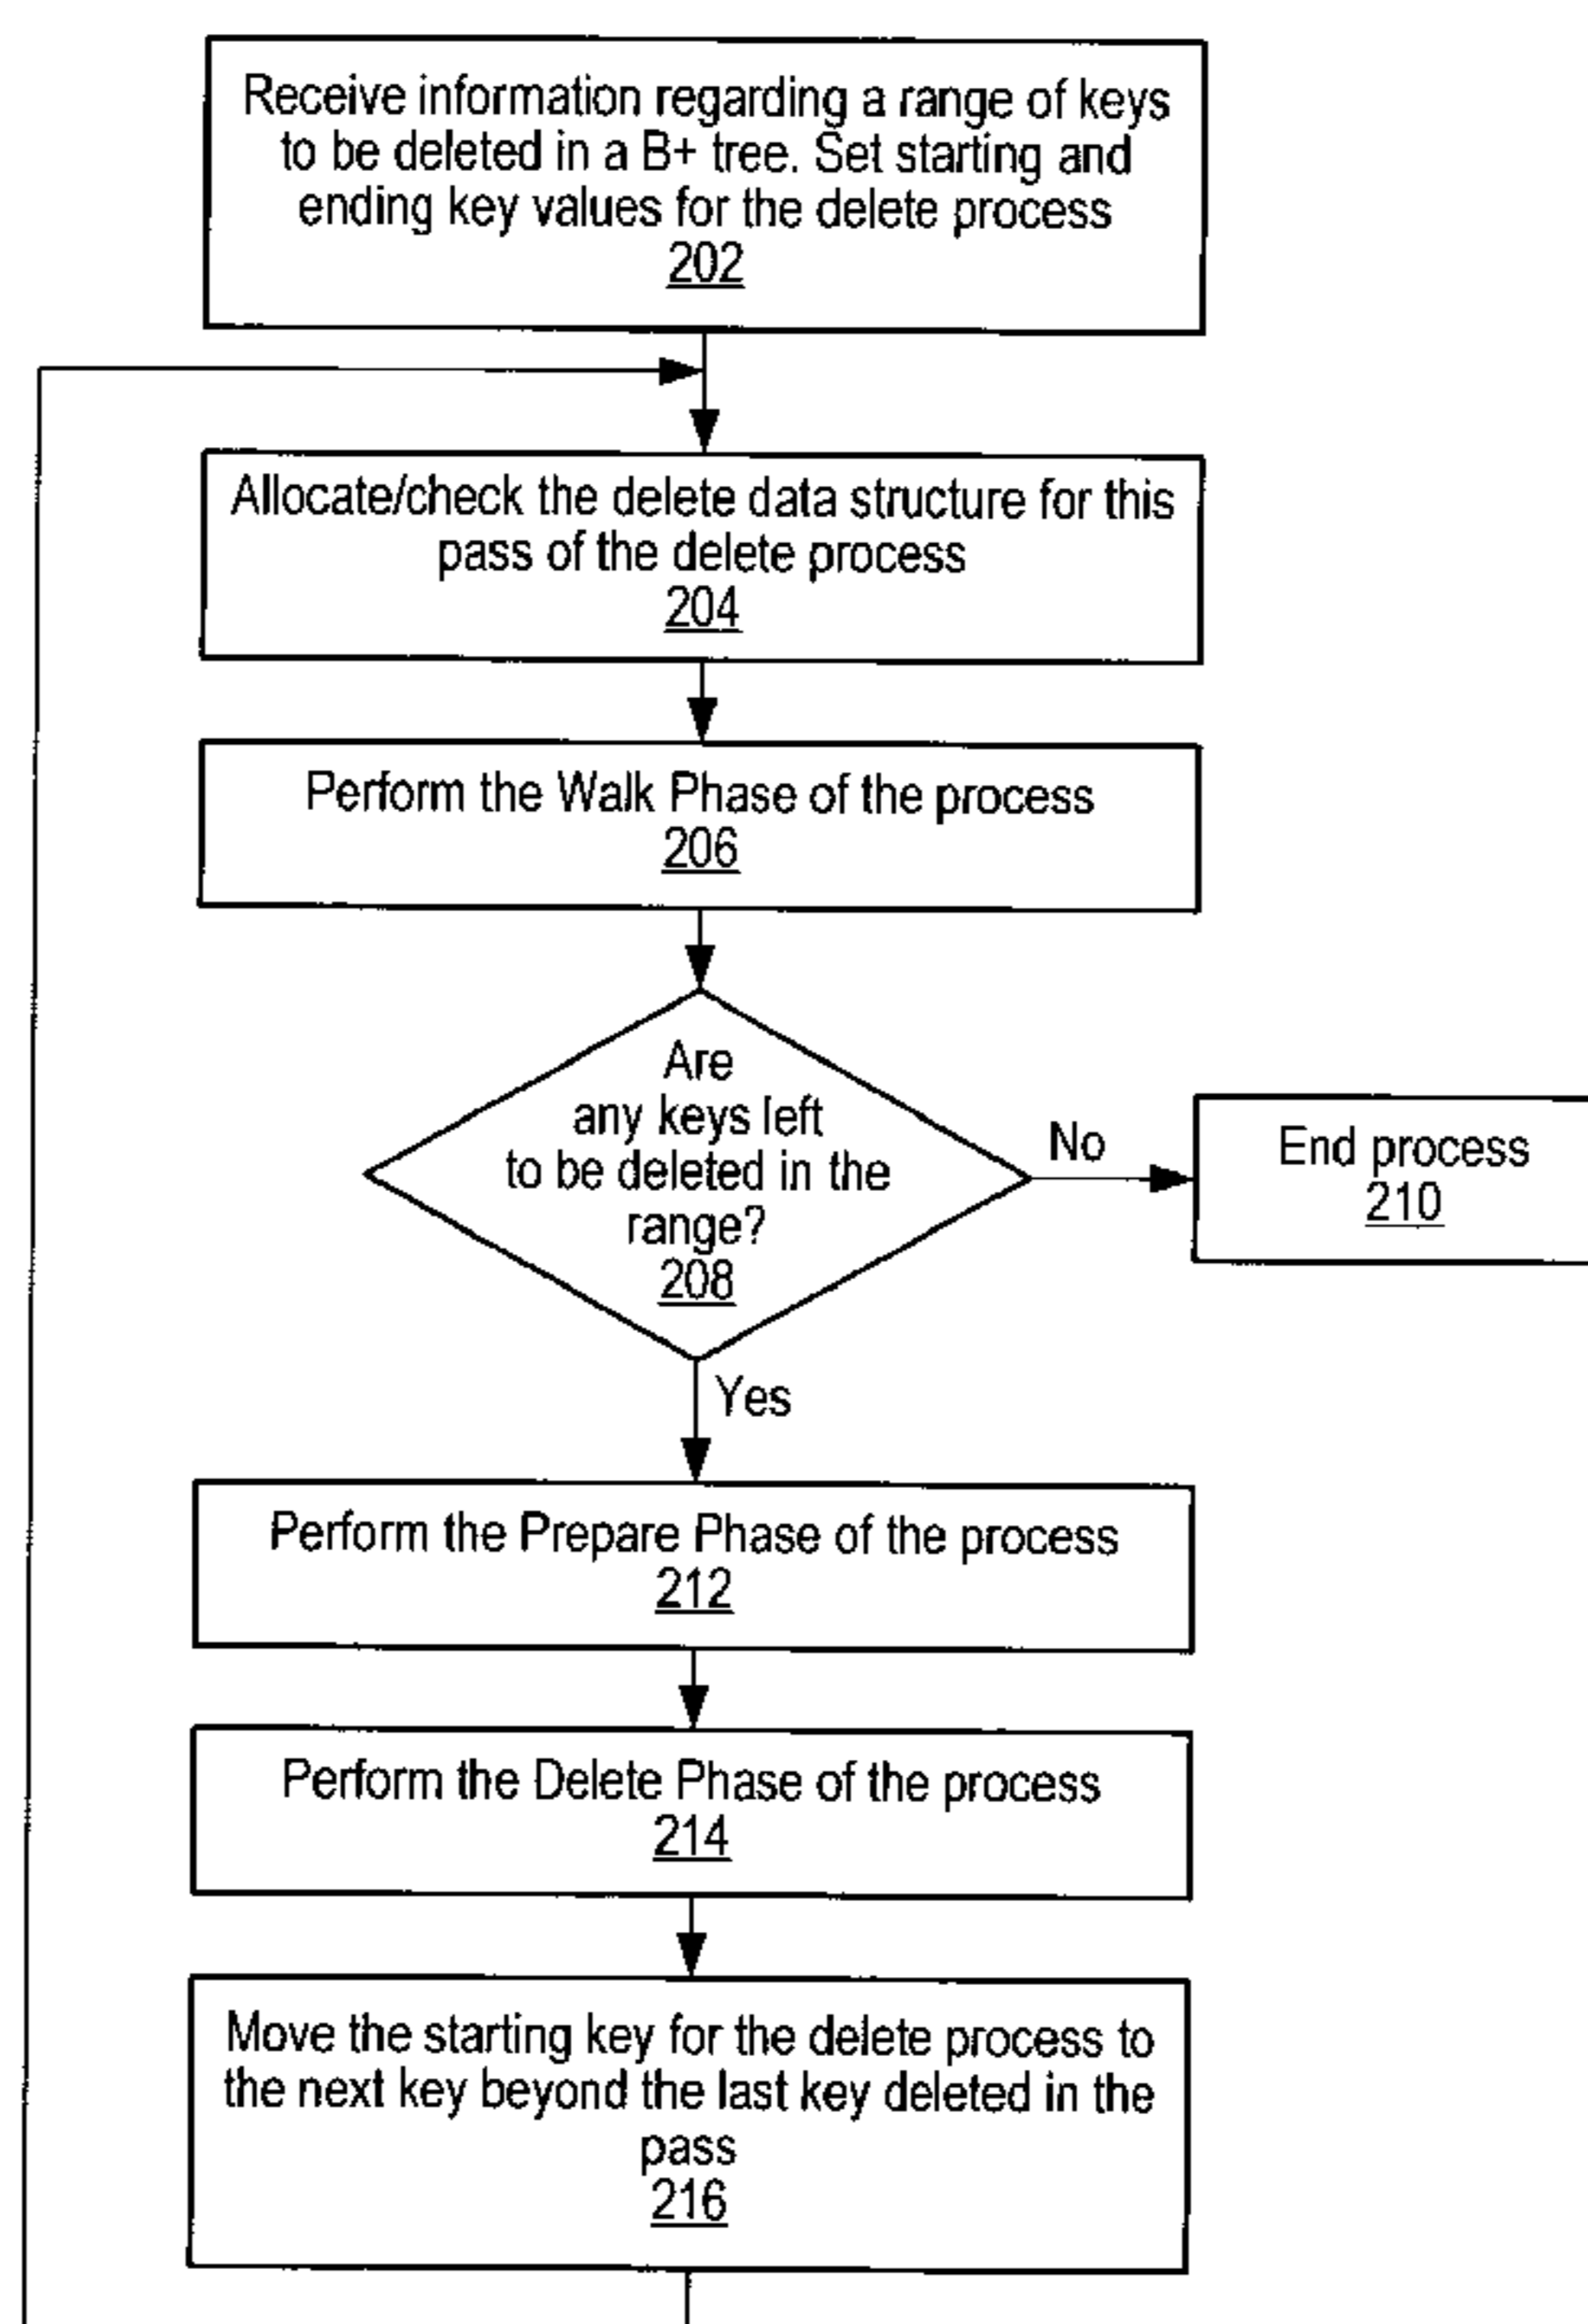 Receive information regarding a range of keys
to be deleted in a B+ tree. Set starting and
ending key values for the delete process
202
Allocate/check the delete data structure for this
pass of the delete process
204
Perform the Walk Phase of the process
206
Are
any keys left
to be deleted in the
range?
208
No
End process
210
Yes
Perform the Prepare Phase of the process
212
Perform the Delete Phase of the process
214
Move the starting key for the delete process to
the next key beyond the last key deleted in the
pass
216